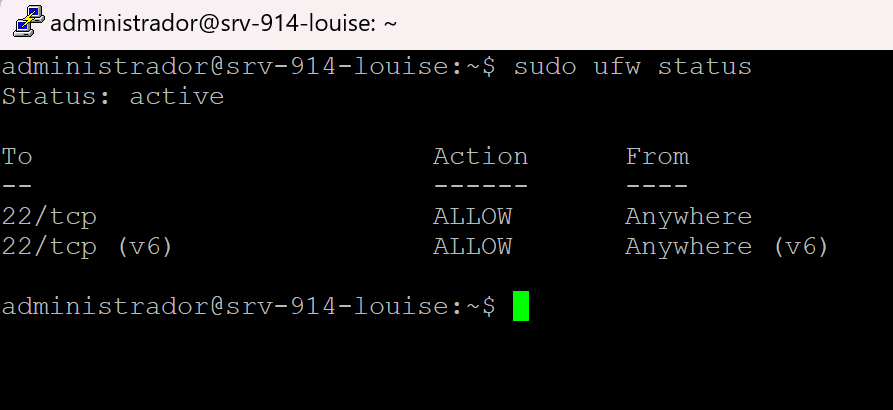 administrador@srv-914-louise: ~
administrador@srv-914-louise:~$ sudo ufw status
Status: active
To                         Action      From
--                         ------      ----
22/tcp                     ALLOW       Anywhere
22/tcp (v6)                ALLOW       Anywhere (v6)
administrador@srv-914-louise:~$